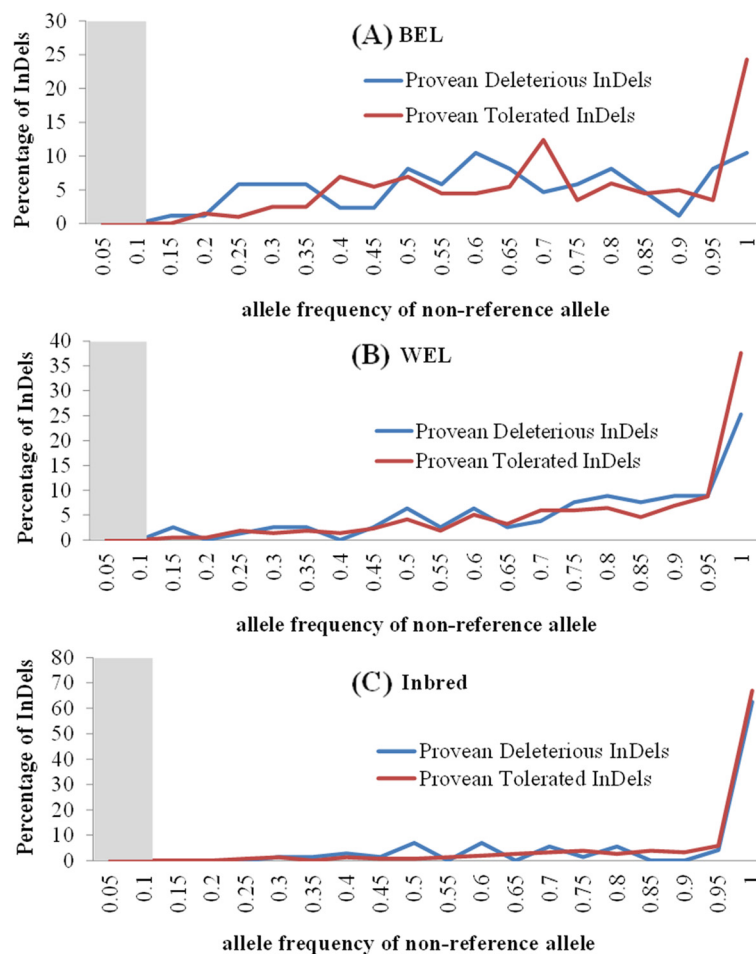 (A) BEL
Percentage of InDels
30
25
20
15
10
5
0
Provean Deleterious InDels
Provean Tolerated InDels
0.05 0.1 0.15 0.2 0.25 0.3 0.35 0.4 0.45 0.5 0.55 0.6 0.65 0.7 0.75 0.8 0.85 0.9 0.95 1
allele frequency of non-reference allele
(B) WEL
Percentage of InDels
40
35
30
25
20
15
10
5
0
Provean Deleterious InDels
Provean Tolerated InDels
0.05 0.1 0.15 0.2 0.25 0.3 0.35 0.4 0.45 0.5 0.55 0.6 0.65 0.7 0.75 0.8 0.85 0.9 0.95 1
allele frequency of non-reference allele
(C) Inbred
Percentage of InDels
80
70
60
50
40
30
20
10
0
Provean Deleterious InDels
Provean Tolerated InDels
0.05 0.1 0.15 0.2 0.25 0.3 0.35 0.4 0.45 0.5 0.55 0.6 0.65 0.7 0.75 0.8 0.85 0.9 0.95 1
allele frequency of non-reference allele